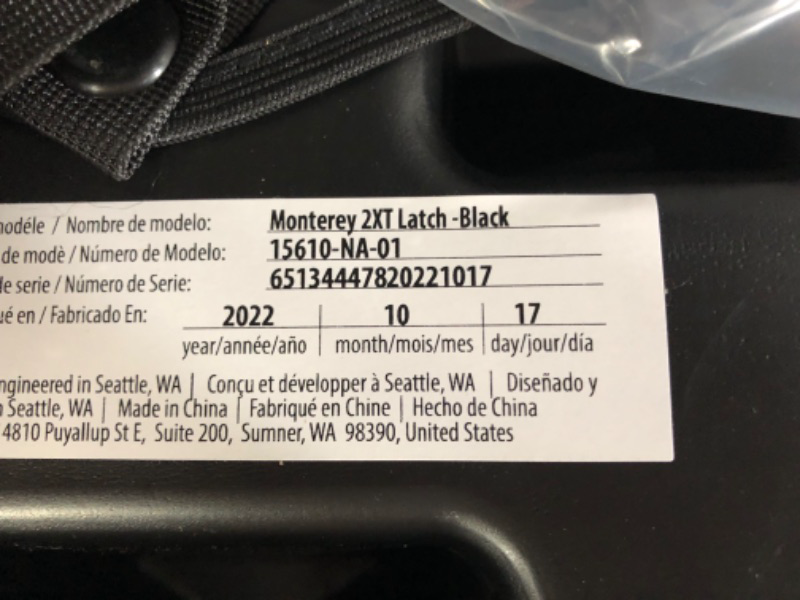 modéle / Nombre de modelo: Monterey 2XT Latch -Black
de modè / Número de Modelo: 15610-NA-01
de serie / Número de Serie: 65134447820221017
ué en / Fabricado En: 2022 10 17
year/année/año month/mois/mes day/jour/día
ngineered in Seattle, WA | Conçu et développer à Seattle, WA | Diseñado y
Seattle, WA | Made in China | Fabriqué en Chine | Hecho de China
4810 Puyallup St E, Suite 200, Sumner, WA 98390, United States